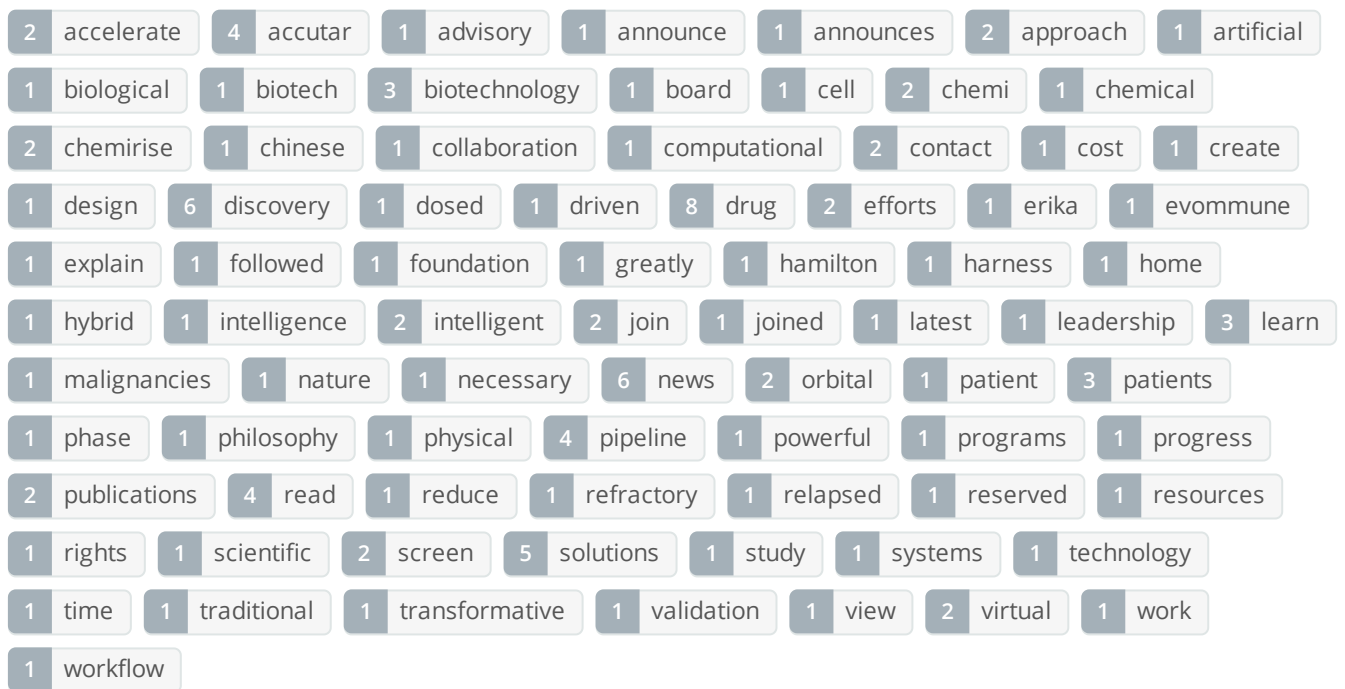 2 accelerate 4 accutar 1 advisory 1 announce 1 announces 2 approach 1 artificial
1 biological 1 biotech 3 biotechnology 1 board 1 cell 2 chemi 1 chemical
2 chemirise 1 chinese 1 collaboration 1 computational 2 contact 1 cost 1 create
1 design 6 discovery 1 dosed 1 driven 8 drug 2 efforts 1 erika 1 evommune
1 explain 1 followed 1 foundation 1 greatly 1 hamilton 1 harness 1 home
1 hybrid 1 intelligence 2 intelligent 2 join 1 joined 1 latest 1 leadership 3 learn
1 malignancies 1 nature 1 necessary 6 news 2 orbital 1 patient 3 patients
1 phase 1 philosophy 1 physical 4 pipeline 1 powerful 1 programs 1 progress
2 publications 4 read 1 reduce 1 refractory 1 relapsed 1 reserved 1 resources
1 rights 1 scientific 2 screen 5 solutions 1 study 1 systems 1 technology
1 time 1 traditional 1 transformative 1 validation 1 view 2 virtual 1 work
1 workflow